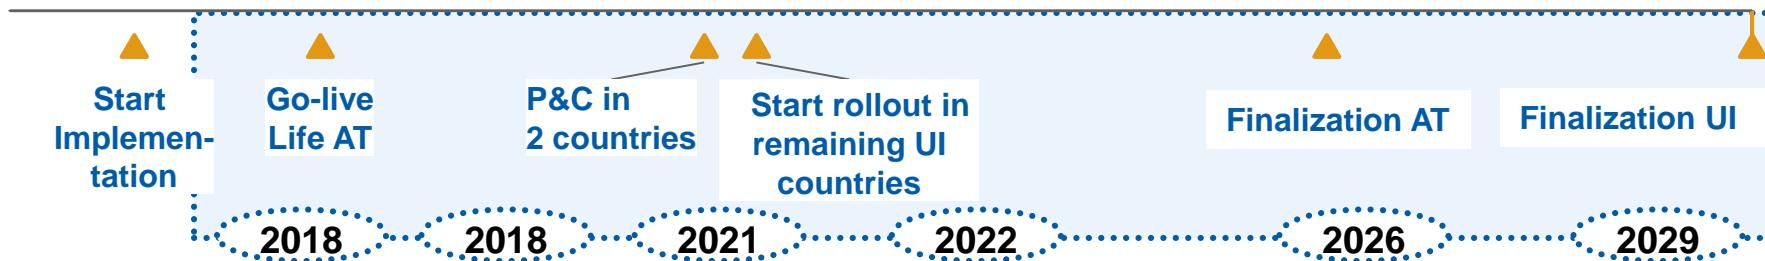 Start
Implemen-
tation
Go-live
Life AT
P&C in
2 countries
Start rollout in
remaining UI
countries
Finalization AT
Finalization UI
2018
2018
2021
2022
2026
2029